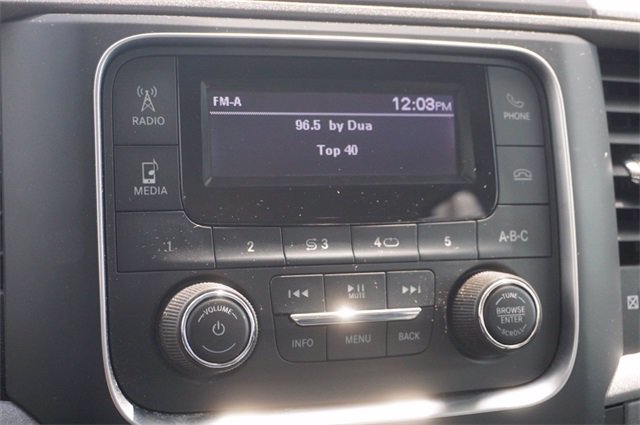 FM-A 12:03PM
96.5 by Dua
Top 40
RADIO
PHONE
MEDIA
1 2 3 4 5 A-B-C
VOLUME
MUTE
TUNE
BROWSE
ENTER
SCROLL
INFO MENU BACK